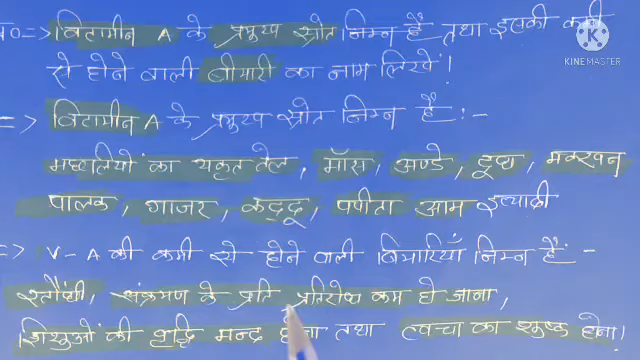 प्र0=> विटामीन A के प्रमुख्य स्रोत निम्न है तथा इसकी कमी
से होने वाली बीमारी का नाम लिखें!
=> विटामीन A के प्रमुख्य स्रोत निम्न है:-
मछलियों का यकृत तेल, माँस, अण्डे, दूध, मक्खन
पालक, गाजर, कद्दू, पपीता आम इत्यादी
=> V-A की कमी से होने वाली बिमारियाँ निम्न है:-
रतौंधी, संक्रमण के प्रति प्रतिरोध कम हो जाना,
शिशुओं की वृद्धि मन्द होना तथा त्वचा का शुष्क होना।
KINEMASTER